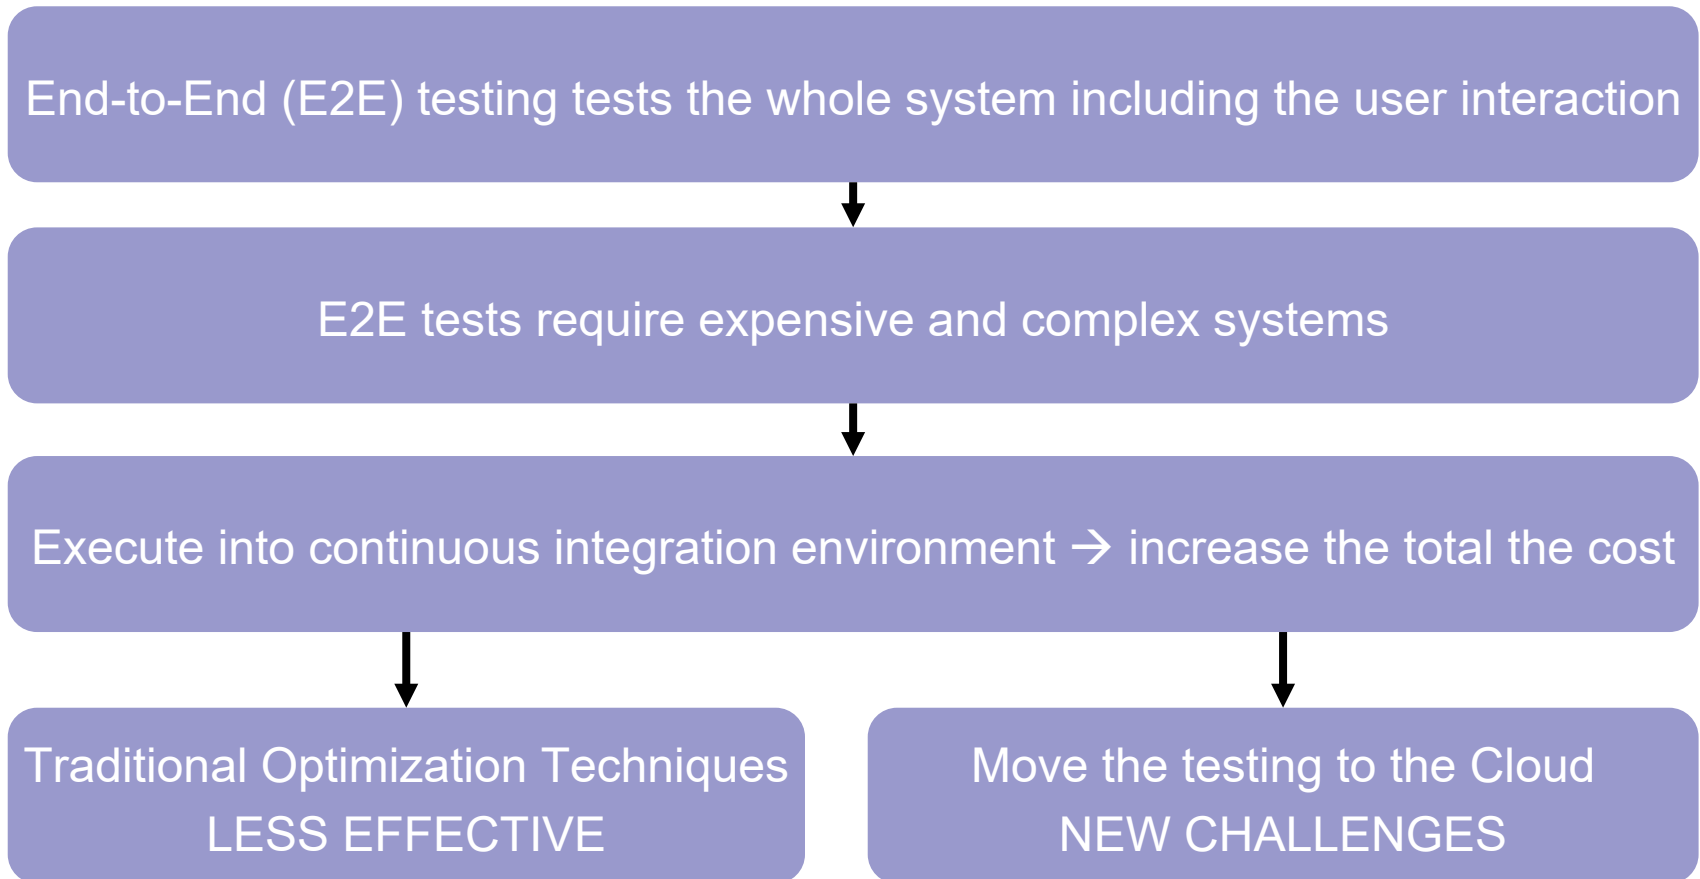 End-to-End (E2E) testing tests the whole system including the user interaction
E2E tests require expensive and complex systems
Execute into continuous integration environment → increase the total the cost
Traditional Optimization Techniques
LESS EFFECTIVE
Move the testing to the Cloud
NEW CHALLENGES